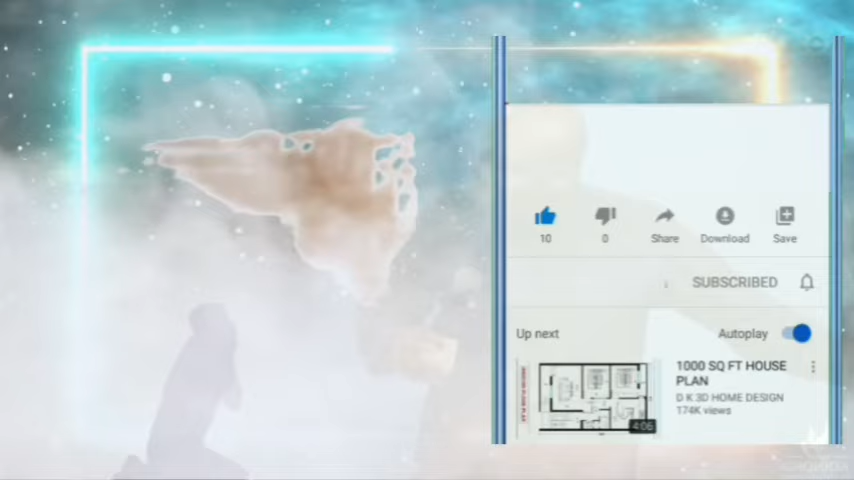 10
0
Share
Download
Save
SUBSCRIBED
Up next
Autoplay
1000 SQ FT HOUSE
PLAN
D K 3D HOME DESIGN
174K views
4:06